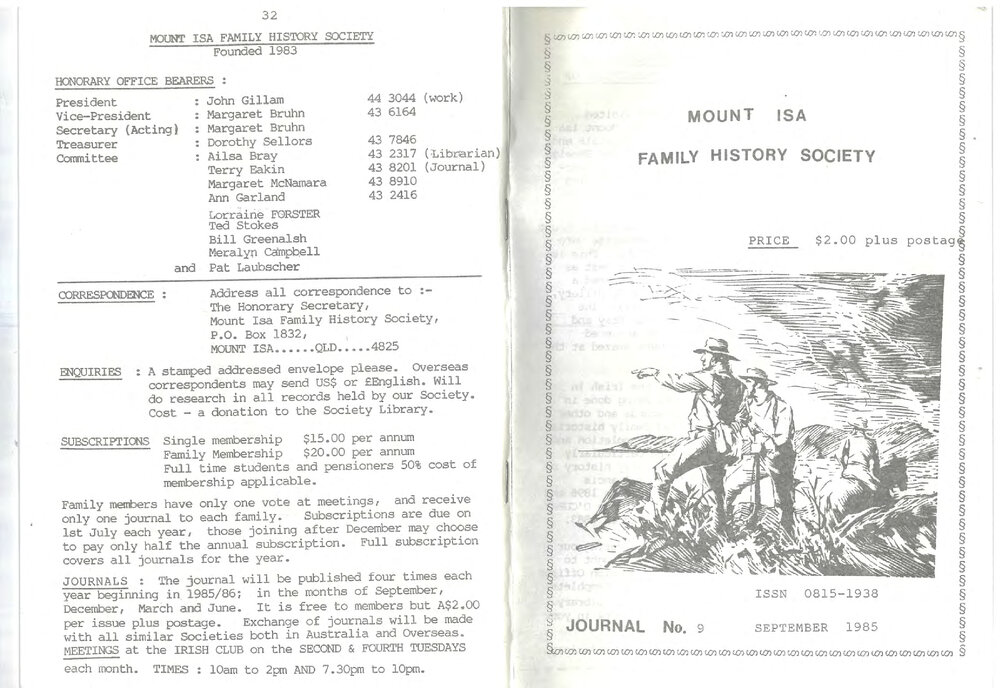 32
MOUNT ISA FAMILY HISTORY SOCIETY
Founded 1983
HONORARY OFFICE BEARERS :
President : John Gillam 44 3044 (work)
Vice-President : Margaret Bruhn 43 6164
Secretary (Acting) : Margaret Bruhn
Treasurer : Dorothy Sellors 43 7846
Committee : Ailsa Bray 43 2317 (Librarian)
Terry Eakin 43 8201 (Journal)
Margaret McNamara 43 8910
Ann Garland 43 2416
Lorraine FORSTER
Ted Stokes
Bill Greenalsh
Meralyn Campbell
and Pat Laubscher
CORRESPONDENCE : Address all correspondence to :-
The Honorary Secretary,
Mount Isa Family History Society,
P.O. Box 1832,
MOUNT ISA......QLD.....4825
ENQUIRIES : A stamped addressed envelope please. Overseas
correspondents may send US$ or £English. Will
do research in all records held by our Society.
Cost - a donation to the Society Library.
SUBSCRIPTIONS Single membership $15.00 per annum
Family Membership $20.00 per annum
Full time students and pensioners 50% cost of
membership applicable.
Family members have only one vote at meetings, and receive
only one journal to each family. Subscriptions are due on
1st July each year, those joining after December may choose
to pay only half the annual subscription. Full subscription
covers all journals for the year.
JOURNALS : The journal will be published four times each
year beginning in 1985/86; in the months of September,
December, March and June. It is free to members but A$2.00
per issue plus postage. Exchange of journals will be made
with all similar Societies both in Australia and Overseas.
MEETINGS at the IRISH CLUB on the SECOND & FOURTH TUESDAYS
each month. TIMES : 10am to 2pm AND 7.30pm to 10pm.
MOUNT ISA
FAMILY HISTORY SOCIETY
PRICE $2.00 plus postage
ISSN 0815-1938
JOURNAL No. 9 SEPTEMBER 1985